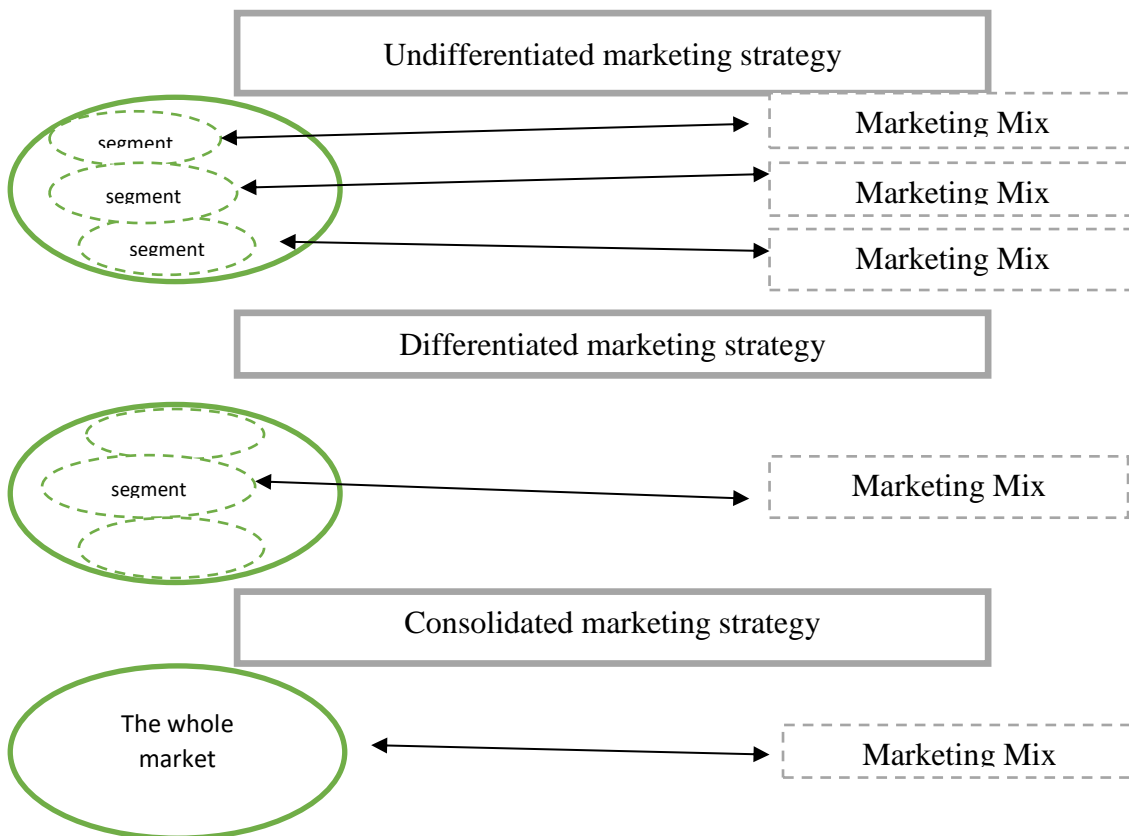 Undifferentiated marketing strategy
segment
Marketing Mix
segment
Marketing Mix
segment
Marketing Mix
Differentiated marketing strategy
segment
Marketing Mix
Consolidated marketing strategy
The whole
market
Marketing Mix